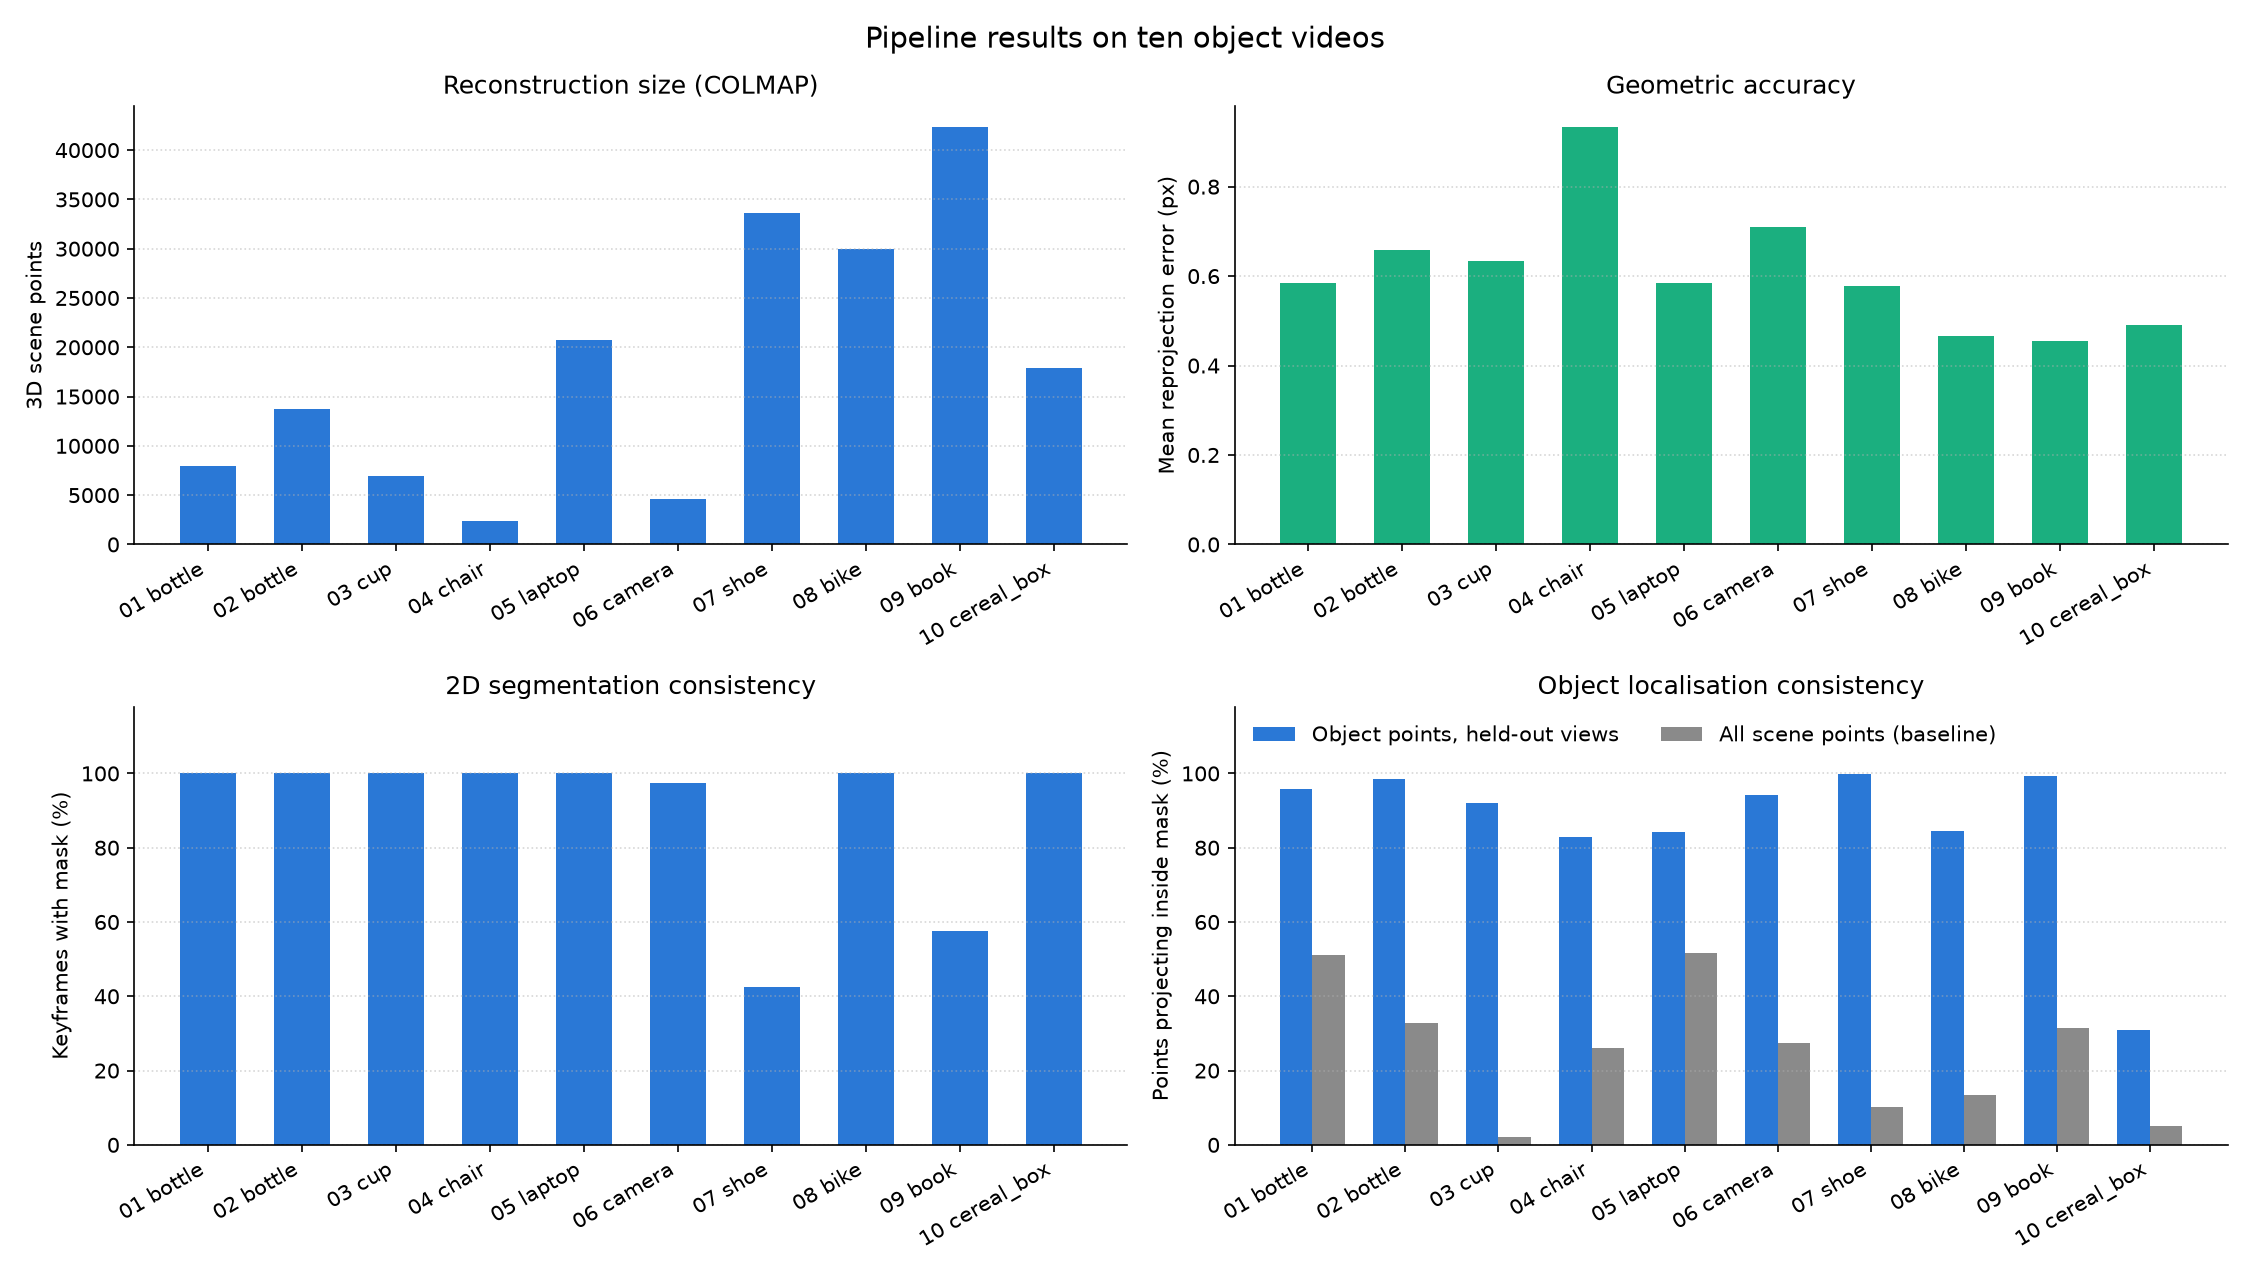 Pipeline results on ten object videos
Reconstruction size (COLMAP)
3D scene points
40000
35000
30000
25000
20000
15000
10000
5000
0
01 bottle
02 bottle
03 cup
04 chair
05 laptop
06 camera
07 shoe
08 bike
09 book
10 cereal_box
Geometric accuracy
Mean reprojection error (px)
0.8
0.6
0.4
0.2
0.0
01 bottle
02 bottle
03 cup
04 chair
05 laptop
06 camera
07 shoe
08 bike
09 book
10 cereal_box
2D segmentation consistency
Keyframes with mask (%)
100
80
60
40
20
0
01 bottle
02 bottle
03 cup
04 chair
05 laptop
06 camera
07 shoe
08 bike
09 book
10 cereal_box
Object localisation consistency
Object points, held-out views
All scene points (baseline)
Points projecting inside mask (%)
100
80
60
40
20
0
01 bottle
02 bottle
03 cup
04 chair
05 laptop
06 camera
07 shoe
08 bike
09 book
10 cereal_box